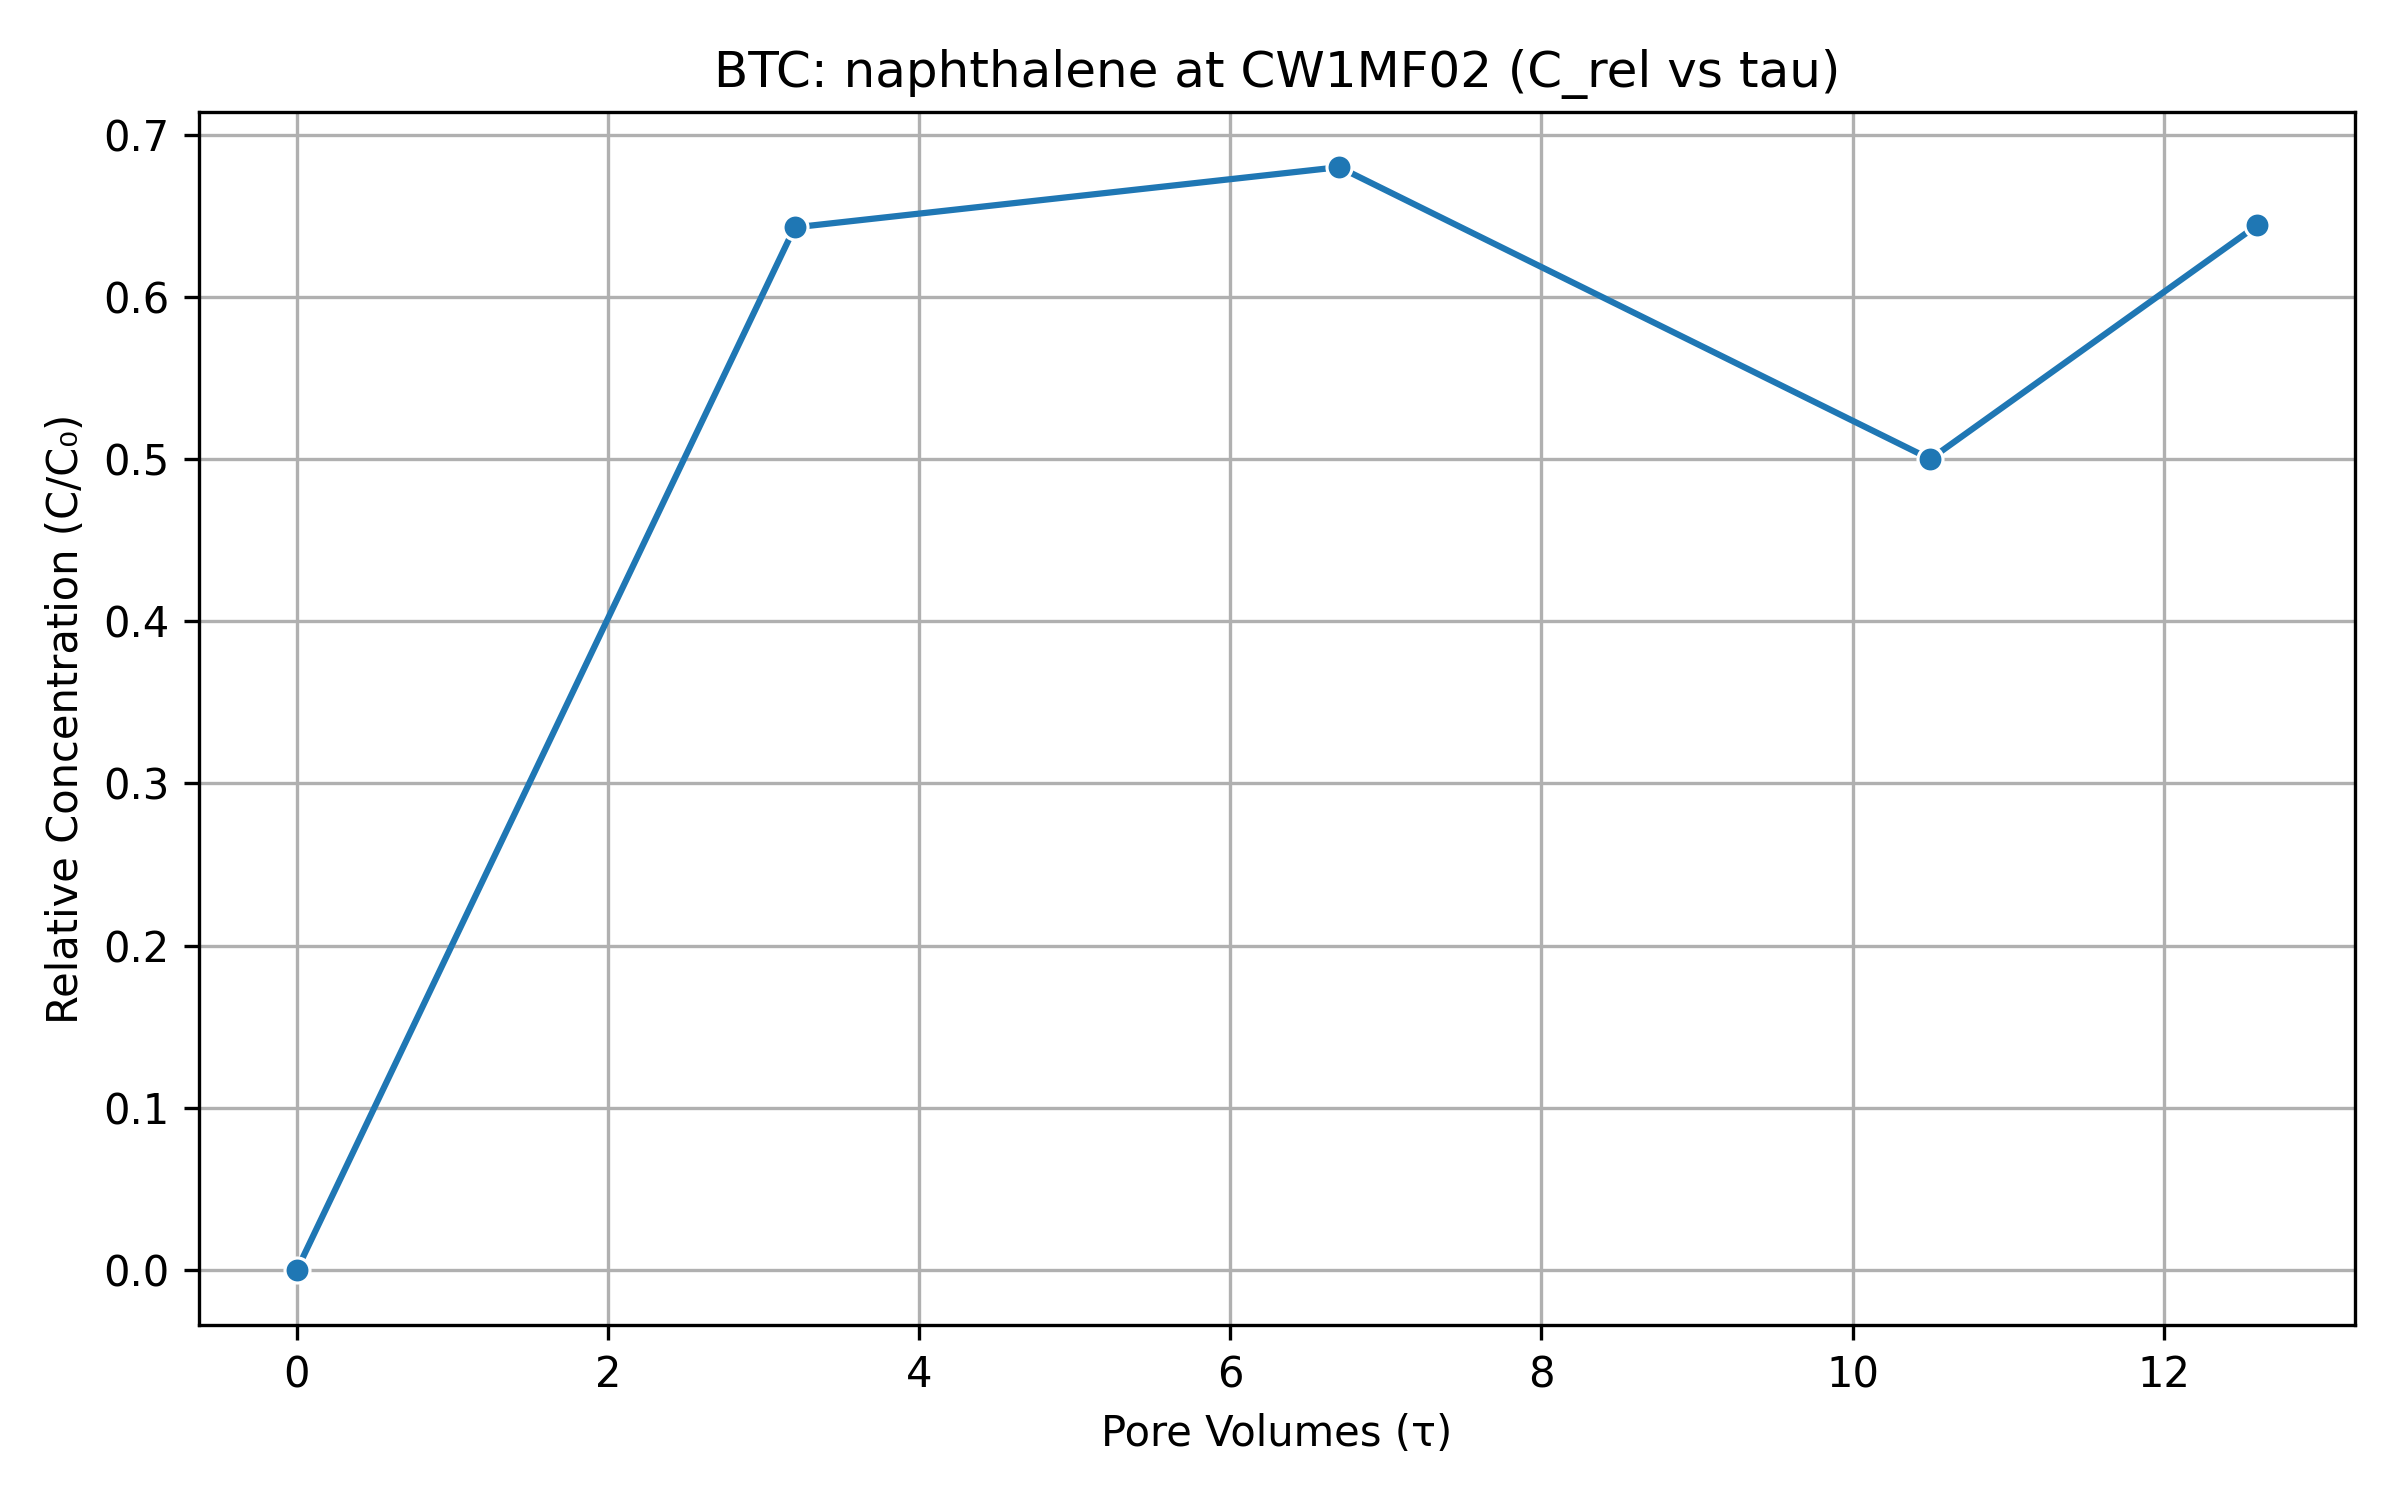 BTC: naphthalene at CW1MF02 (C_rel vs tau)
Relative Concentration (C/C₀)
0.7
0.6
0.5
0.4
0.3
0.2
0.1
0.0
0 2 4 6 8 10 12
Pore Volumes (τ)